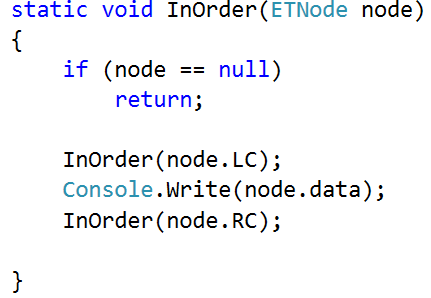 static void InOrder(ETNode node)
{
    if (node == null)
        return;

    InOrder(node.LC);
    Console.Write(node.data);
    InOrder(node.RC);

}